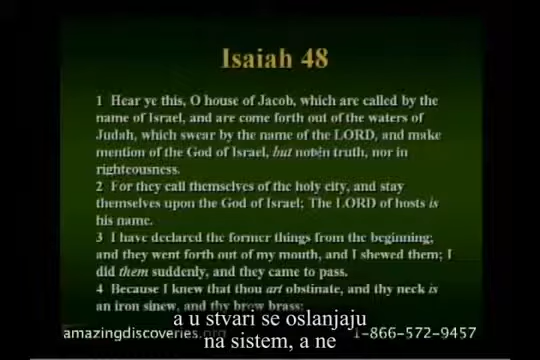 Isaiah 48
1 Hear ye this, O house of Jacob, which are called by the
name of Israel, and are come forth out of the waters of
Judah, which swear by the name of the LORD, and make
mention of the God of Israel, but not in truth, nor in
righteousness.
2 For they call themselves of the holy city, and stay
themselves upon the God of Israel; The LORD of hosts is
his name.
3 I have declared the former things from the beginning;
and they went forth out of my mouth, and I shewed them; I
did them suddenly, and they came to pass.
4 Because I knew that thou art obstinate, and thy neck is
an iron sinew, and thy brow brass;
a u stvari se oslanjaju
na sistem, a ne
amazingdiscoveries.org
1-866-572-9457